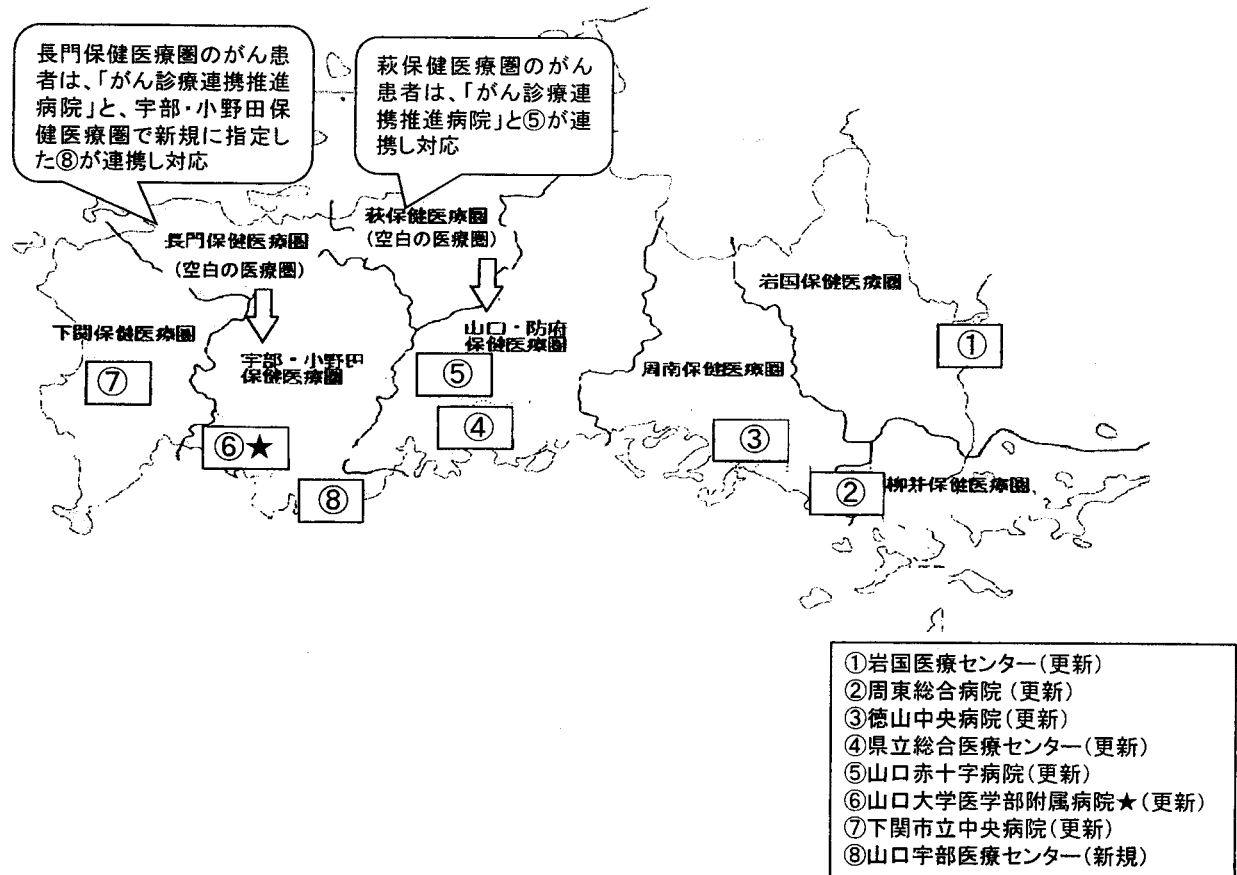 長門保健医療圏のがん患
者は、「がん診療連携推進
病院」と、宇部・小野田保
健医療圏で新規に指定し
た⑧が連携し対応
萩保健医療圏のがん
患者は、「がん診療連
携推進病院」と⑤が連
携し対応
萩保健医療圏
(空白の医療圏)
長門保健医療圏
(空白の医療圏)
岩国保健医療圏
下関保健医療圏
山口・防府
保健医療圏
宇部・小野田
保健医療圏
周南保健医療圏
①
⑦
⑤
④
⑥★
③
⑧
②
柳井保健医療圏
①岩国医療センター(更新)
②周東総合病院(更新)
③徳山中央病院(更新)
④県立総合医療センター(更新)
⑤山口赤十字病院(更新)
⑥山口大学医学部附属病院★(更新)
⑦下関市立中央病院(更新)
⑧山口宇部医療センター(新規)